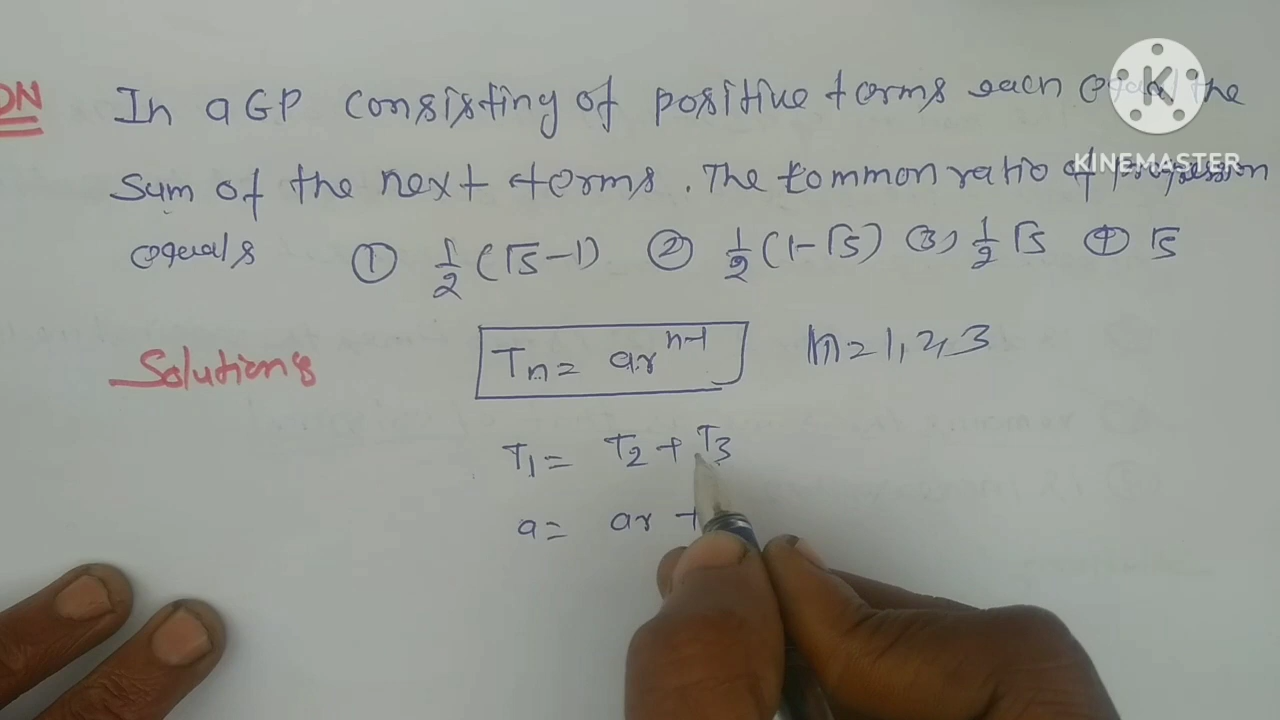 ON In a GP consisting of positive terms each the
KINEMASTER
Sum of the next terms. The common ratio of progression
equals ① 1/2 (√5-1) ② 1/2 (1-√5) ③ 1/2 √5 ④ √5
Solutions Tn = ar^n-1 n=1,2,3
T1 = T2 + T3
a = ar +